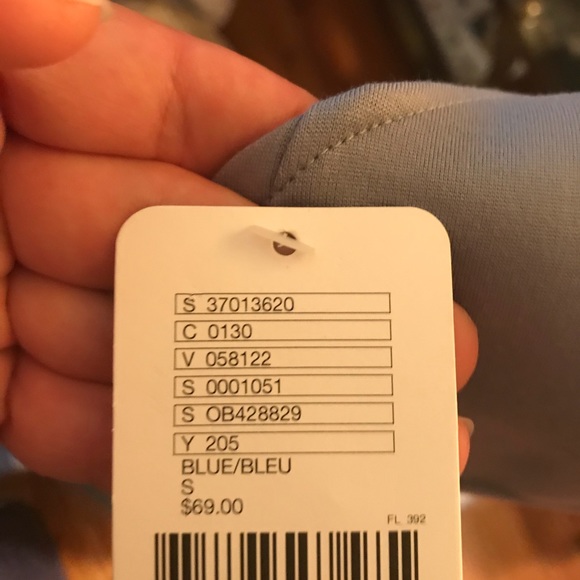 S 37013620
C 0130
V 058122
S 0001051
S OB428829
Y 205
BLUE/BLEU
S
$69.00
FL 392